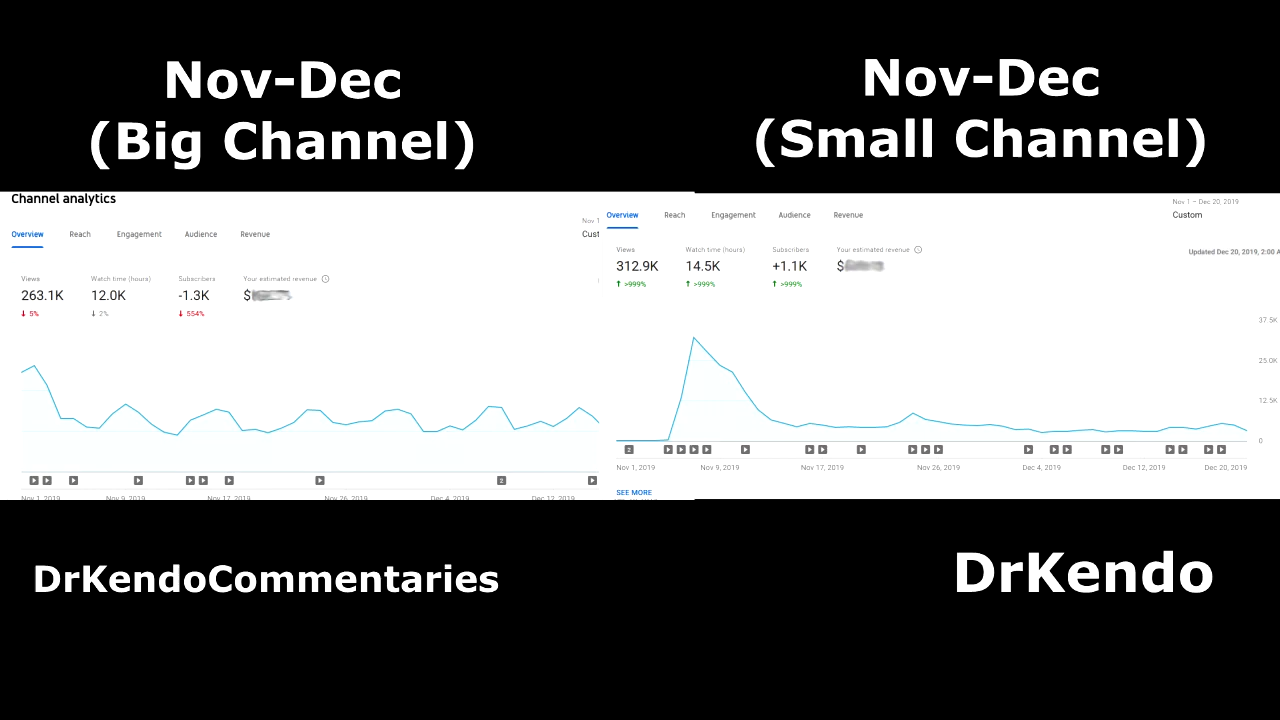 Nov-Dec
(Big Channel)
Nov-Dec
(Small Channel)
Channel analytics
Nov 1
Overview Reach Engagement Audience Revenue
Cust
Views Watch time (hours) Subscribers Your estimated revenue
263.1K 12.0K -1.3K $
5% 2% 554%
Nov 1, 2019 Nov 9, 2019 Nov 17, 2019 Nov 26, 2019 Dec 4, 2019 Dec 12, 2019
2
Nov 1 – Dec 20, 2019
Overview Reach Engagement Audience Revenue
Custom
Updated Dec 20, 2019, 2:00 A
Views Watch time (hours) Subscribers Your estimated revenue
312.9K 14.5K +1.1K $
>999% >999% >999%
37.5K
25.0K
12.5K
0
2
Nov 1, 2019 Nov 9, 2019 Nov 17, 2019 Nov 26, 2019 Dec 4, 2019 Dec 12, 2019 Dec 20, 2019
SEE MORE
DrKendoCommentaries
DrKendo